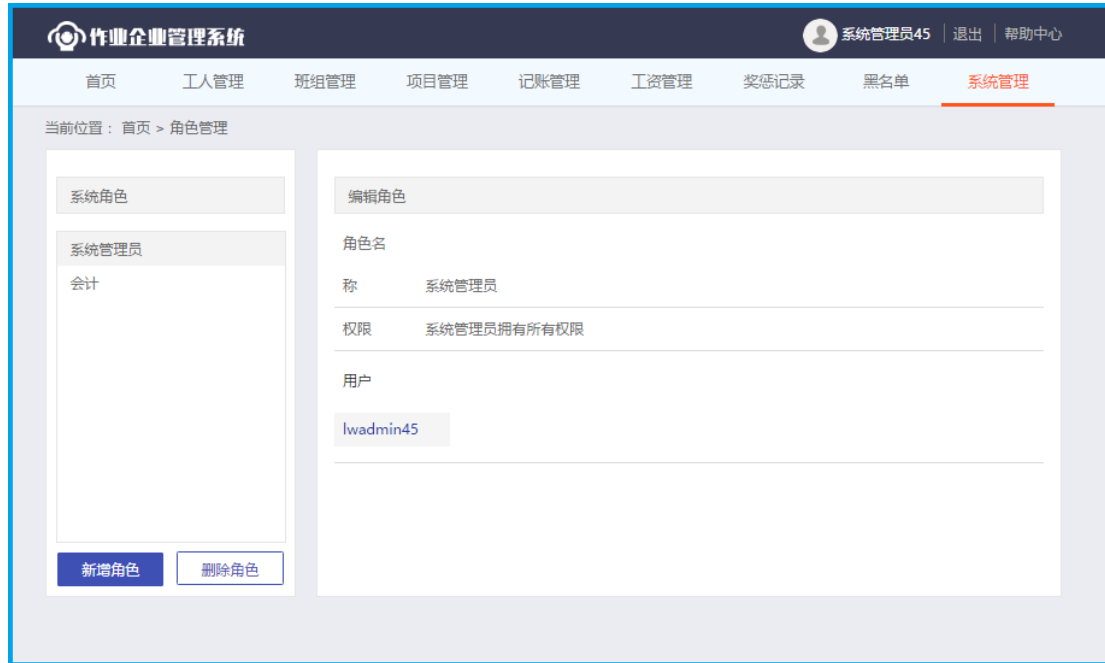 作业企业管理系统
系统管理员45 退出 帮助中心
首页 工人管理 班组管理 项目管理 记账管理 工资管理 奖惩记录 黑名单 系统管理
当前位置： 首页 > 角色管理
系统角色
系统管理员
会计
新增角色 删除角色
编辑角色
角色名
称 系统管理员
权限 系统管理员拥有所有权限
用户
lwadmin45